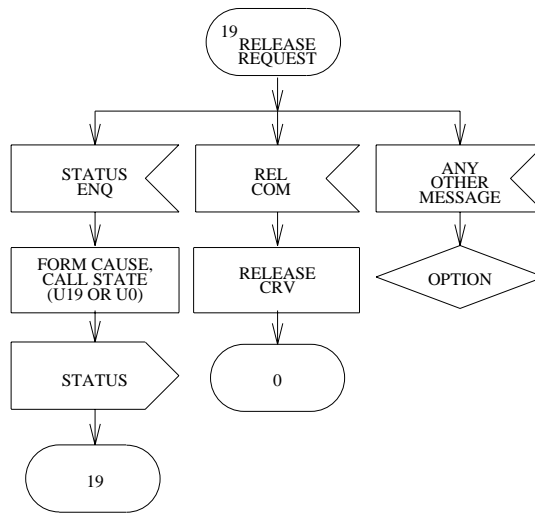 19
RELEASE
REQUEST
STATUS
ENQ
REL
COM
ANY
OTHER
MESSAGE
FORM CAUSE,
CALL STATE
(U19 OR U0)
RELEASE
CRV
OPTION
STATUS
0
19